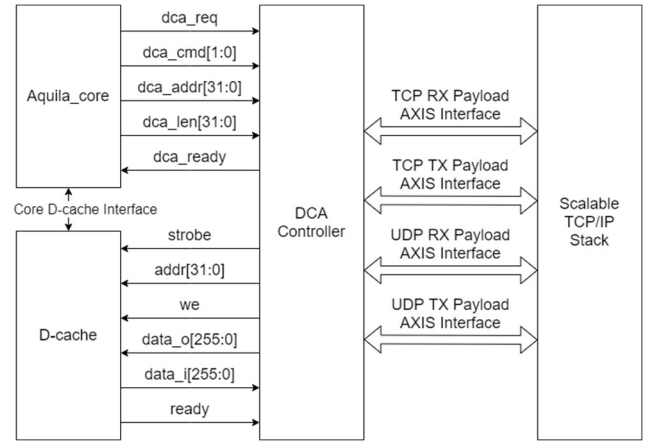 dca_req
dca_cmd[1:0]
Aquila_core
dca_addr[31:0]
dca_len[31:0]
dca_ready
Core D-cache Interface
strobe
addr[31:0]
we
D-cache
data_o[255:0]
data_i[255:0]
ready
DCA
Controller
TCP RX Payload
AXIS Interface
TCP TX Payload
AXIS Interface
UDP RX Payload
AXIS Interface
UDP TX Payload
AXIS Interface
Scalable
TCP/IP
Stack